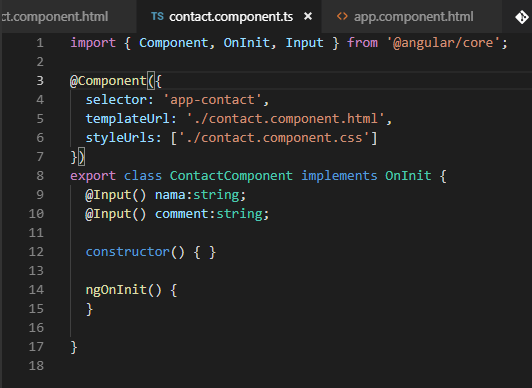 ct.component.html TS contact.component.ts × <> app.component.html
1 import { Component, OnInit, Input } from '@angular/core';
2
3 @Component({
4 selector: 'app-contact',
5 templateUrl: './contact.component.html',
6 styleUrls: ['./contact.component.css']
7 })
8 export class ContactComponent implements OnInit {
9 @Input() nama:string;
10 @Input() comment:string;
11
12 constructor() { }
13
14 ngOnInit() {
15 }
16
17 }
18